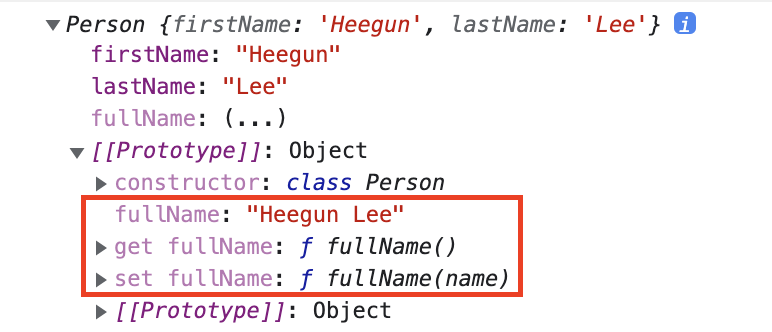 Person {firstName: 'Heegun', lastName: 'Lee'} i
firstName: "Heegun"
lastName: "Lee"
fullName: (...)
[[Prototype]]: Object
constructor: class Person
fullName: "Heegun Lee"
get fullName: ƒ fullName()
set fullName: ƒ fullName(name)
[[Prototype]]: Object